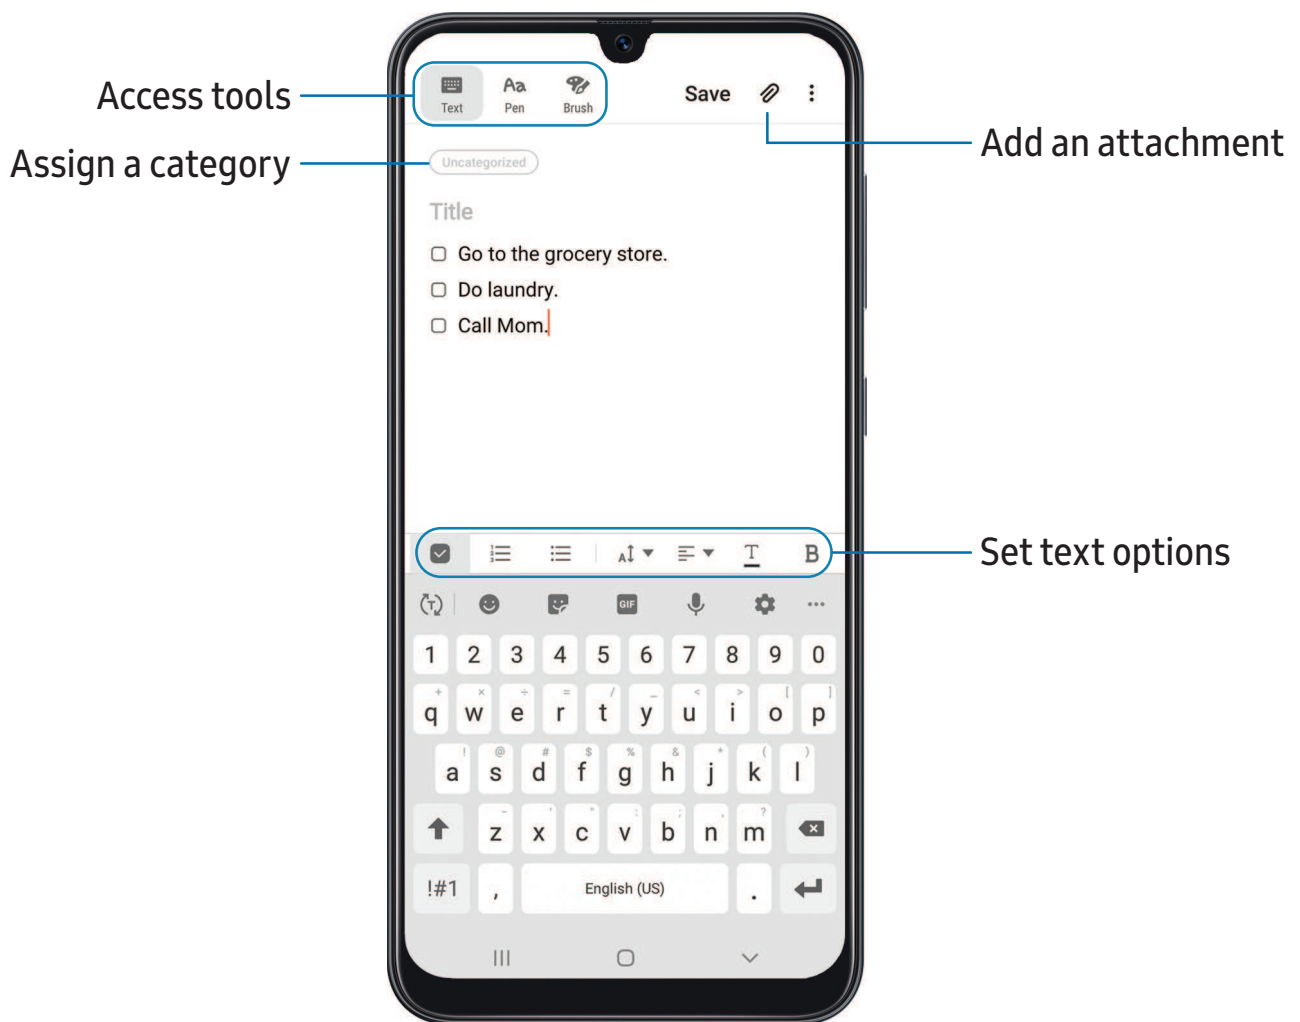 Access tools
Assign a category
Add an attachment
Set text options
Text Pen Brush Save
Uncategorized
Title
Go to the grocery store.
Do laundry.
Call Mom.
T B
T GIF
1 2 3 4 5 6 7 8 9 0
+ × ÷ = / _ < > [ ]
q w e r t y u i o p
! @ # $ % & * ( )
a s d f g h j k l
- ' " : ; , ?
z x c v b n m
!#1 , English (US) .